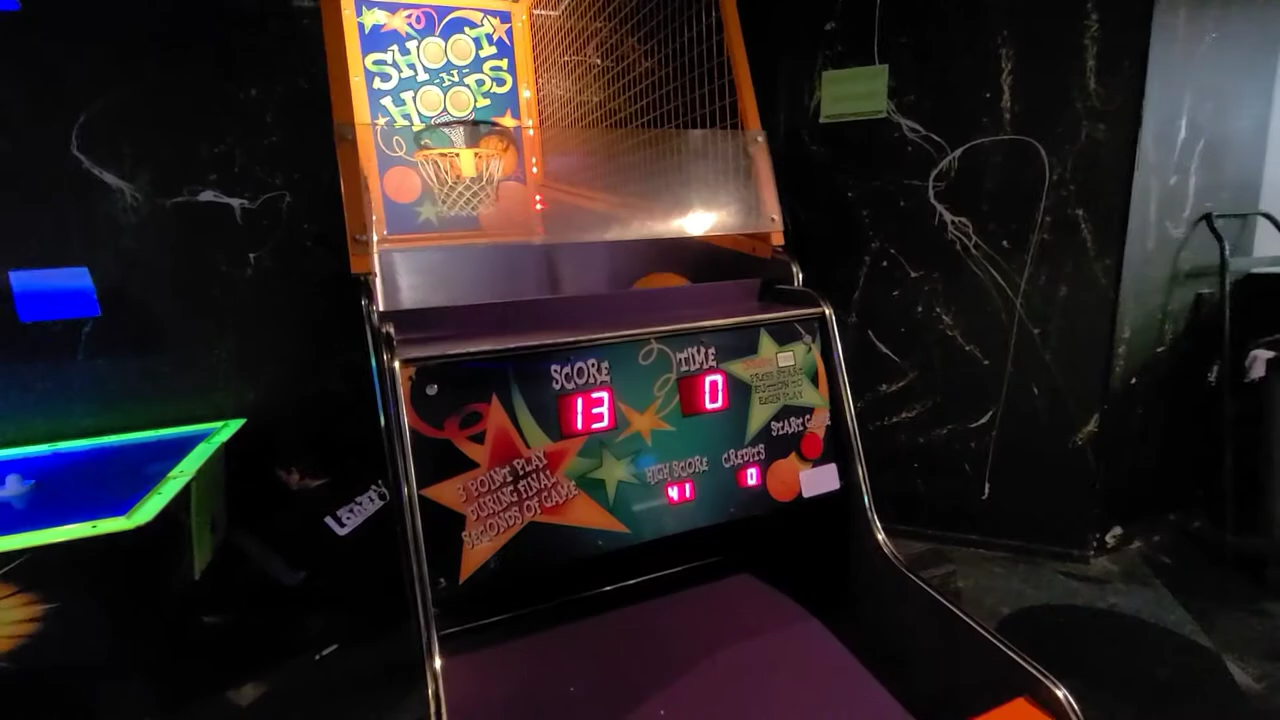 SHOOT
-N-
HOOPS
SCORE
13
TIME
0
PRESS START
BUTTON TO
BEGIN PLAY
START GAME
HIGH SCORE
41
CREDITS
0
3 POINT PLAY
DURING FINAL
SECONDS OF GAME